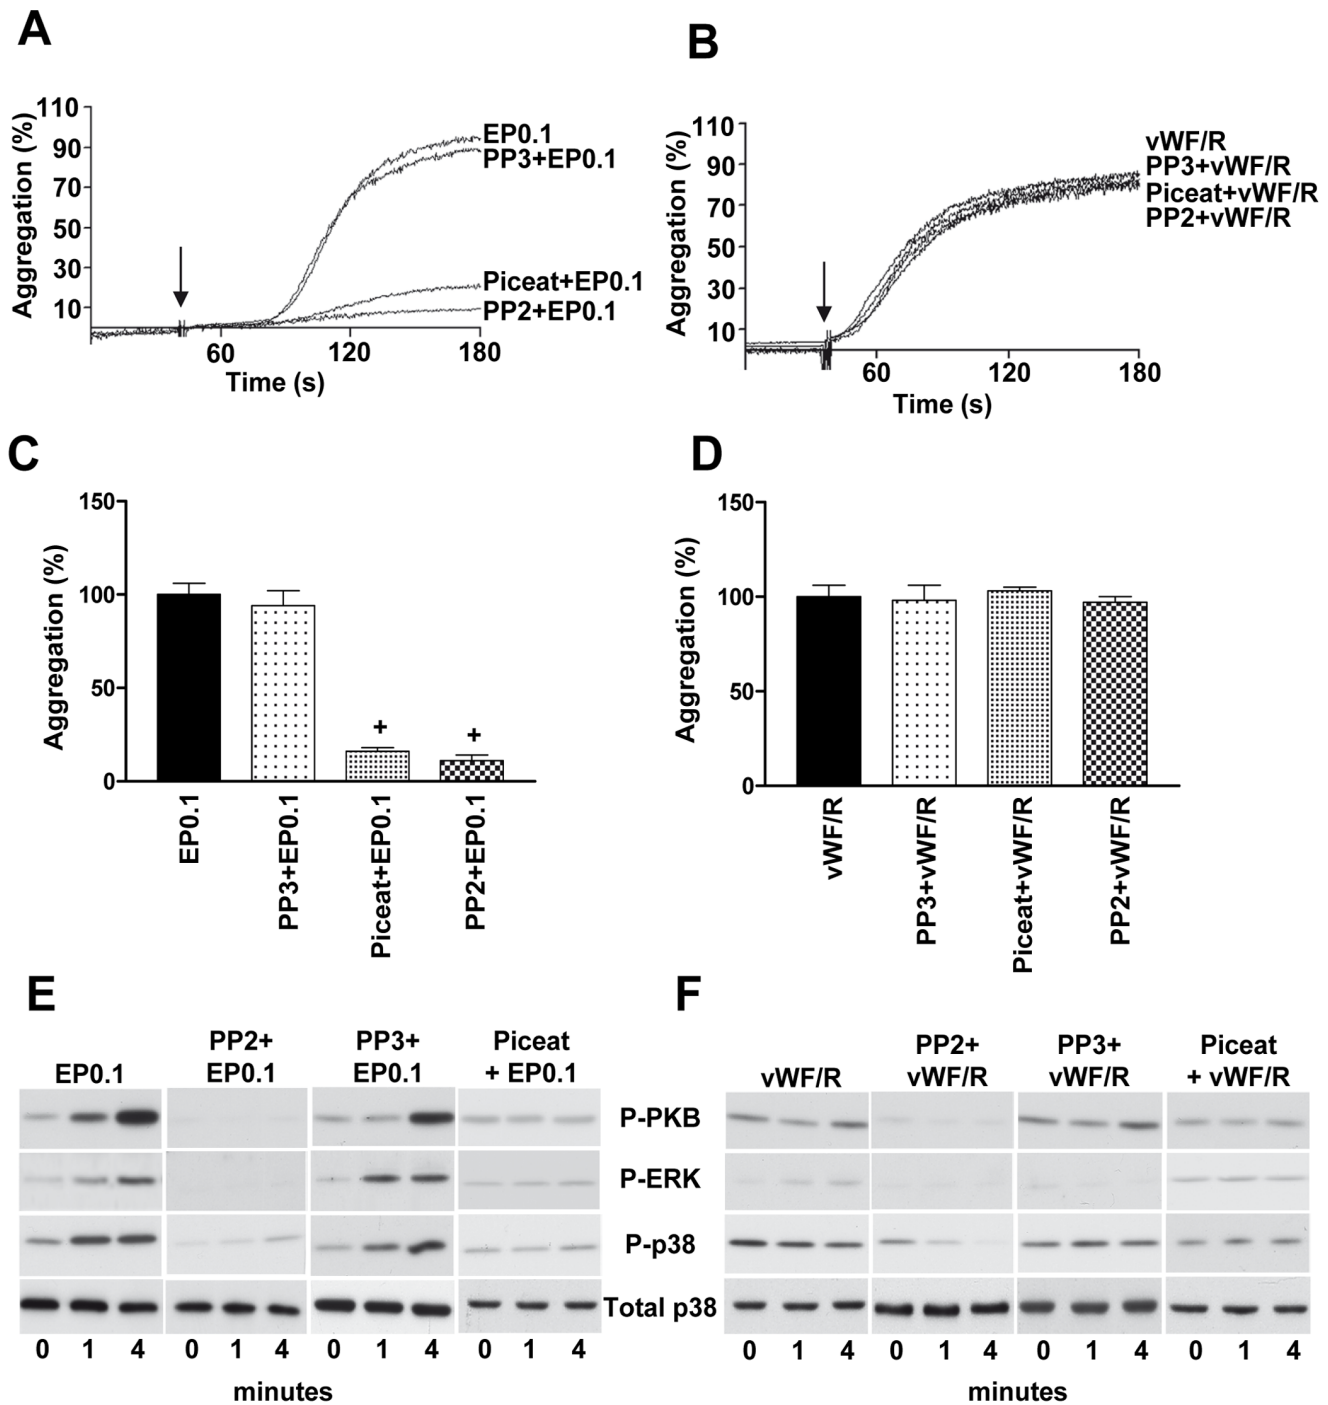 A
Aggregation (%)
110
90
70
50
30
10
EP0.1
PP3+EP0.1
Piceat+EP0.1
PP2+EP0.1
60
120
180
Time (s)
B
Aggregation (%)
110
90
70
50
30
10
vWF/R
PP3+vWF/R
Piceat+vWF/R
PP2+vWF/R
60
120
180
Time (s)
C
Aggregation (%)
150
100
50
0
+
+
EP0.1
PP3+EP0.1
Piceat+EP0.1
PP2+EP0.1
D
Aggregation (%)
150
100
50
0
vWF/R
PP3+vWF/R
Piceat+vWF/R
PP2+vWF/R
E
EP0.1
PP2+
EP0.1
PP3+
EP0.1
Piceat
+ EP0.1
P-PKB
P-ERK
P-p38
Total p38
0 1 4 0 1 4 0 1 4 0 1 4
minutes
F
vWF/R
PP2+
vWF/R
PP3+
vWF/R
Piceat
+ vWF/R
0 1 4 0 1 4 0 1 4 0 1 4
minutes